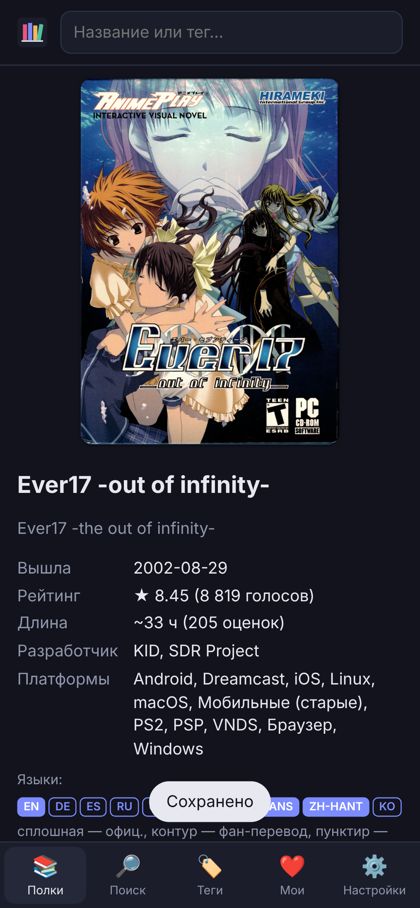 Название или тег...
ANIMEPLAY
INTERACTIVE VISUAL NOVEL
HIRAMEKI
International Group Inc.
Ever17
out of infinity
TEEN
T
ESRB
PC
CD-ROM
SOFTWARE
Ever17 -out of infinity-
Ever17 -the out of infinity-
Вышла 2002-08-29
Рейтинг ★ 8.45 (8 819 голосов)
Длина ~33 ч (205 оценок)
Разработчик KID, SDR Project
Платформы Android, Dreamcast, iOS, Linux,
macOS, Мобильные (старые),
PS2, PSP, VNDS, Браузер,
Windows
Языки:
EN DE ES RU ANS ZH-HANT KO
Сохранено
сплошная — офиц., контур — фан-перевод, пунктир —
Полки Поиск Теги Мои Настройки